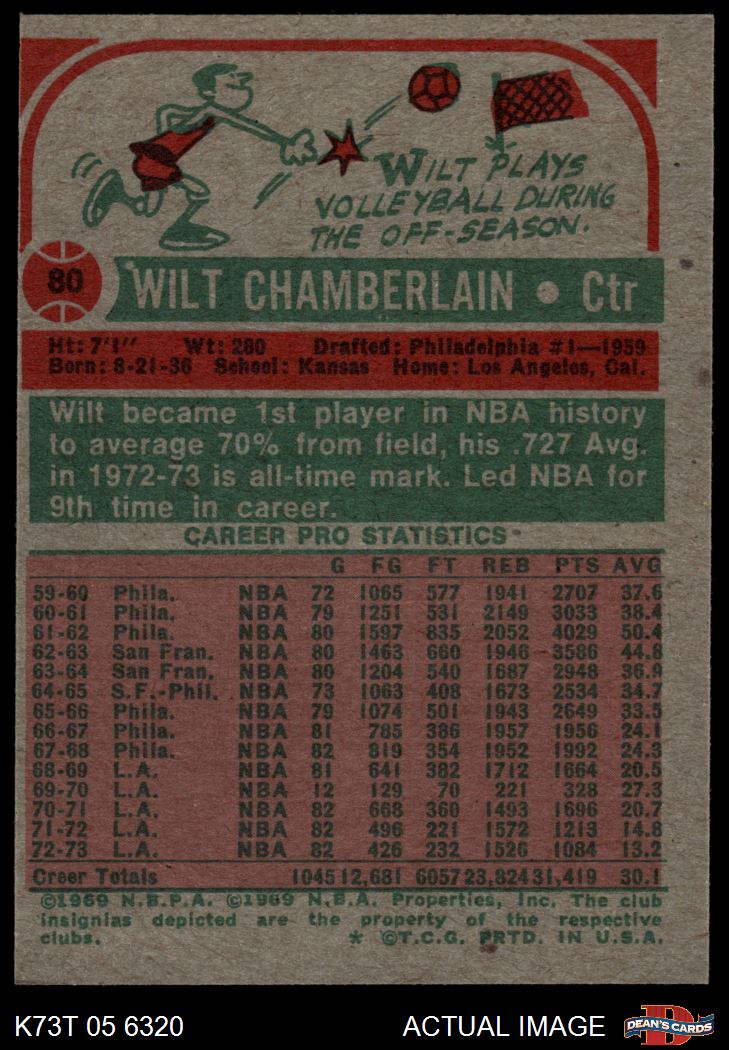 WILT PLAYS
VOLLEYBALL DURING
THE OFF-SEASON.
80
WILT CHAMBERLAIN • Ctr
Ht: 7'1" Wt: 280 Drafted: Philadelphia #1—1959
Born: 8-21-36 School: Kansas Home: Los Angeles, Cal.
Wilt became 1st player in NBA history
to average 70% from field, his .727 Avg.
in 1972-73 is all-time mark. Led NBA for
9th time in career.
CAREER PRO STATISTICS
G FG FT REB PTS AVG
59-60 Phila. NBA 72 1065 577 1941 2707 37.6
60-61 Phila. NBA 79 1251 531 2149 3033 38.4
61-62 Phila. NBA 80 1597 835 2052 4029 50.4
62-63 San Fran. NBA 80 1463 660 1946 3586 44.8
63-64 San Fran. NBA 80 1204 540 1687 2948 36.9
64-65 S.F.-Phil. NBA 73 1063 408 1673 2534 34.7
65-66 Phila. NBA 79 1074 501 1943 2649 33.5
66-67 Phila. NBA 81 785 386 1957 1956 24.1
67-68 Phila. NBA 82 819 354 1952 1992 24.3
68-69 L.A. NBA 81 641 382 1712 1664 20.5
69-70 L.A. NBA 12 129 70 221 328 27.3
70-71 L.A. NBA 82 668 360 1493 1696 20.7
71-72 L.A. NBA 82 496 221 1572 1213 14.8
72-73 L.A. NBA 82 426 232 1526 1084 13.2
Creer Totals 1045 12,681 6057 23,824 31,419 30.1
©1969 N.B.P.A. ©1969 N.B.A. Properties, Inc. The club
insignias depicted are the property of the respective
clubs. * ©T.C.G. PRTD. IN U.S.A.
K73T 05 6320 ACTUAL IMAGE
D
DEAN'S CARDS